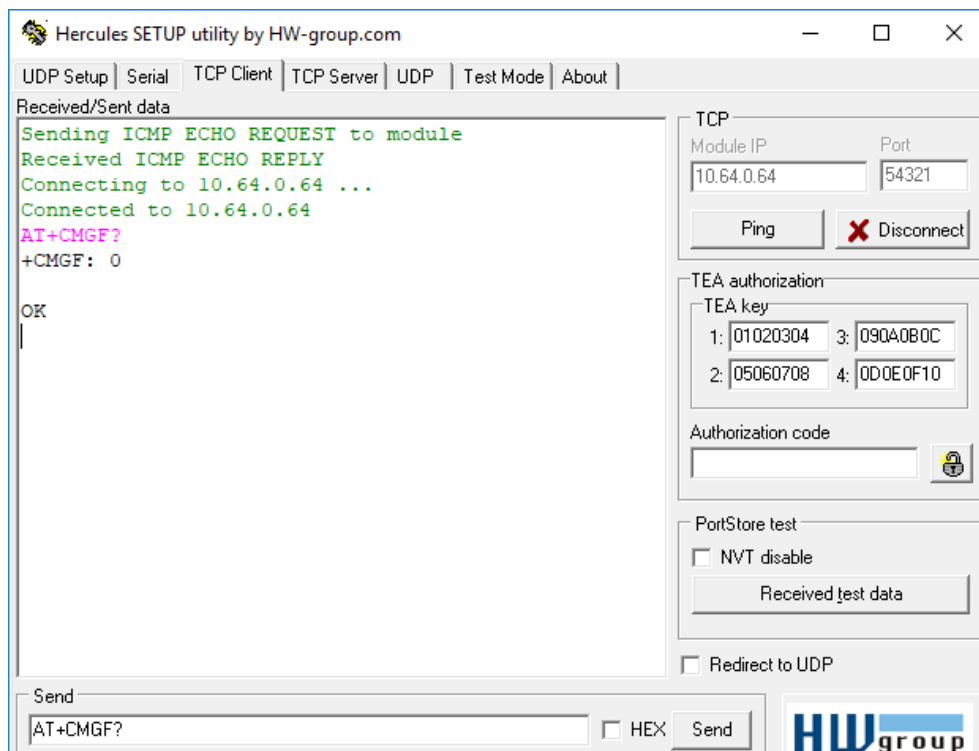 Hercules SETUP utility by HW-group.com
UDP Setup Serial TCP Client TCP Server UDP Test Mode About
Received/Sent data
Sending ICMP ECHO REQUEST to module
Received ICMP ECHO REPLY
Connecting to 10.64.0.64 ...
Connected to 10.64.0.64
AT+CMGF?
+CMGF: 0
OK
TCP
Module IP Port
10.64.0.64 54321
Ping Disconnect
TEA authorization
TEA key
1: 01020304 3: 090A0B0C
2: 05060708 4: 0D0E0F10
Authorization code
PortStore test
NVT disable
Received test data
Redirect to UDP
Send
AT+CMGF? HEX Send
HW group